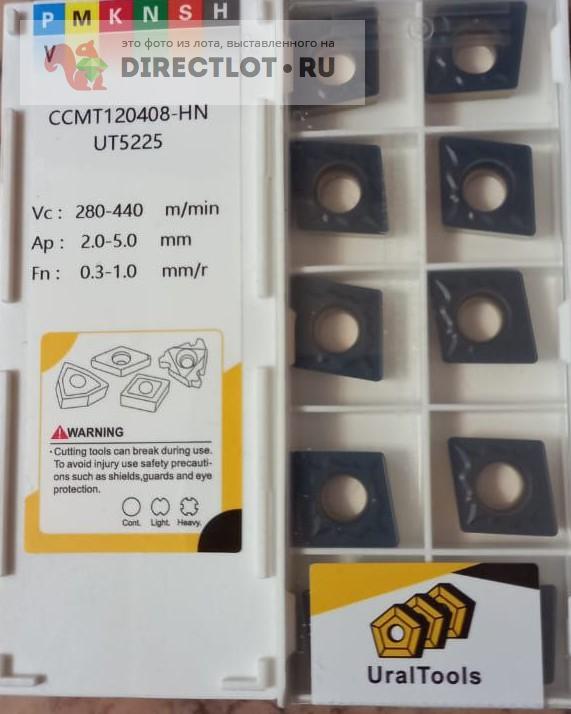 P M K N S H
V
это фото из лота, выставленного на
DIRECTLOT•RU
CCMT120408-HN
UT5225
Vc : 280-440 m/min
Ap : 2.0-5.0 mm
Fn : 0.3-1.0 mm/r
WARNING
·Cutting tools can break during use.
To avoid injury use safety precauti-
ons such as shields,guards and eye
protection.
Cont. Light. Heavy.
UralTools